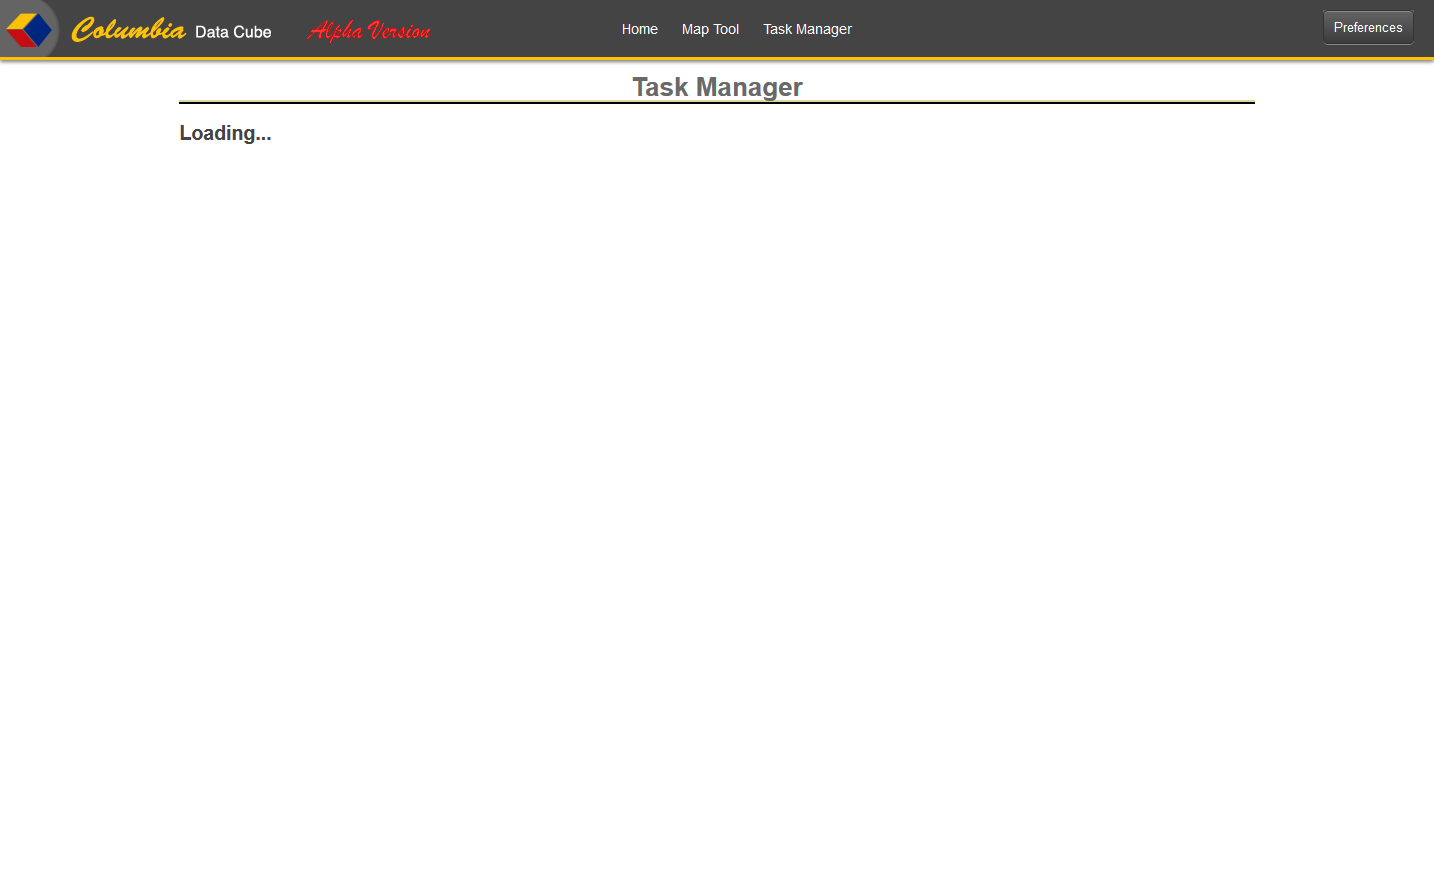 Columbia Data Cube Alpha Version Home Map Tool Task Manager Preferences
Task Manager
Loading...